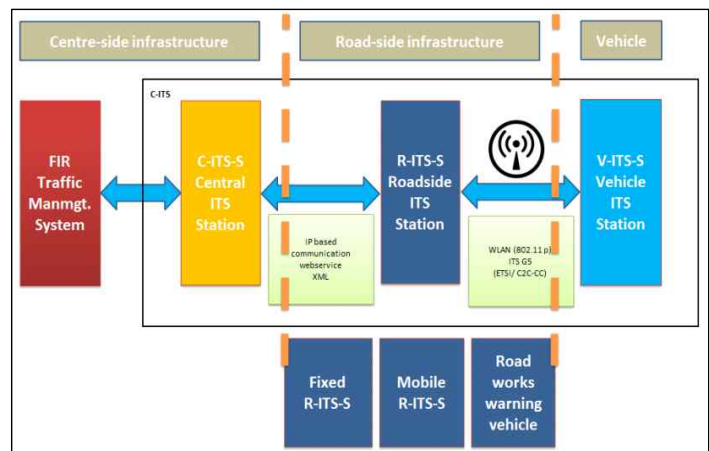 Centre-side infrastructure
Road-side infrastructure
Vehicle
C-ITS
FIR
Traffic
Manmgt.
System
C-ITS-S
Central
ITS
Station
R-ITS-S
Roadside
ITS
Station
V-ITS-S
Vehicle
ITS
Station
IP based
communication
webservice
XML
WLAN (802.11p)
ITS G5
(ETSI/ C2C-CC)
Fixed
R-ITS-S
Mobile
R-ITS-S
Road
works
warning
vehicle